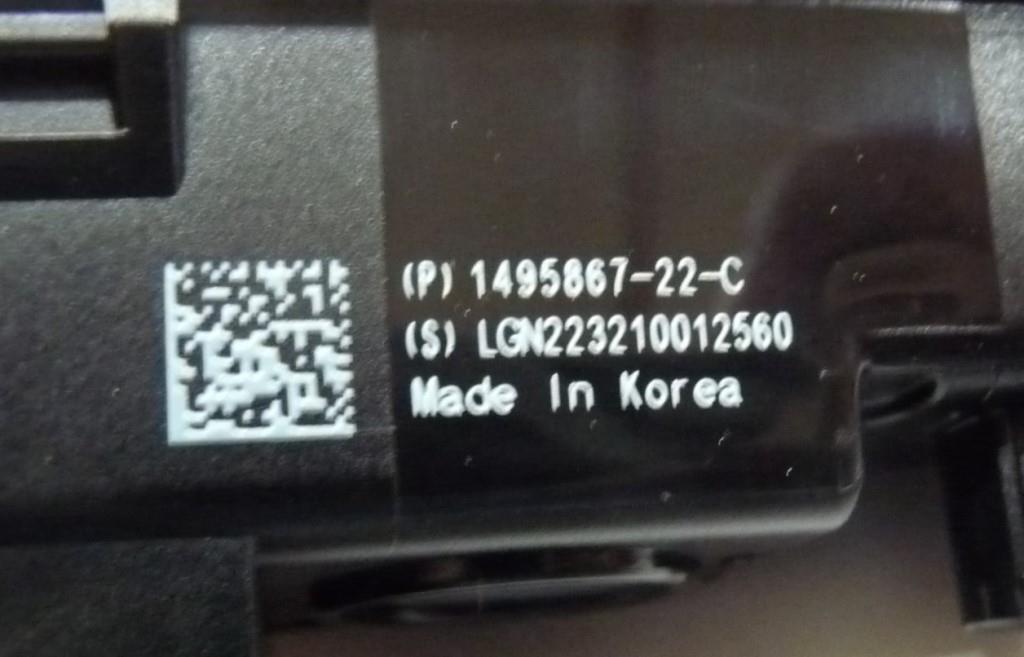 (P) 1495867-22-C
(S) LGN223210012560
Made In Korea